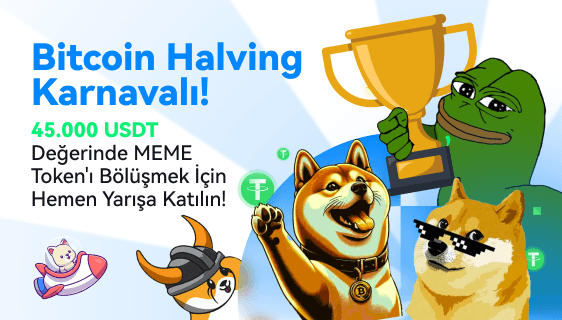 Bitcoin Halving
Karnavalı!
45.000 USDT
Değerinde MEME
Token'ı Bölüşmek İçin
Hemen Yarışa Katılın!